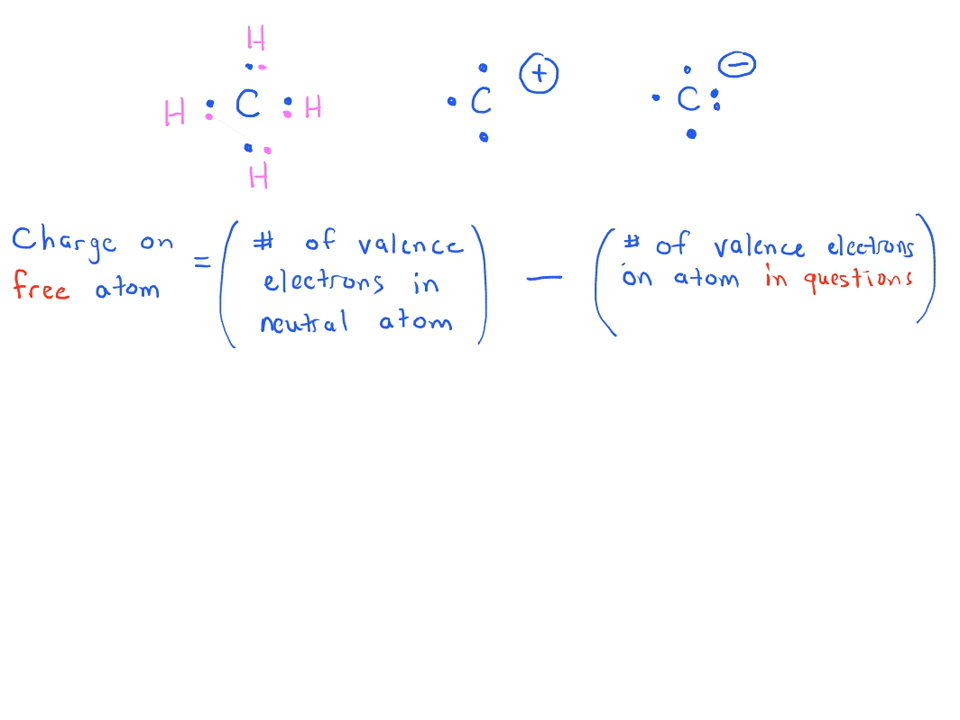 H
H C H
H
C +
C −
Charge on free atom = (# of valence electrons in neutral atom) — (# of valence electrons on atom in questions)